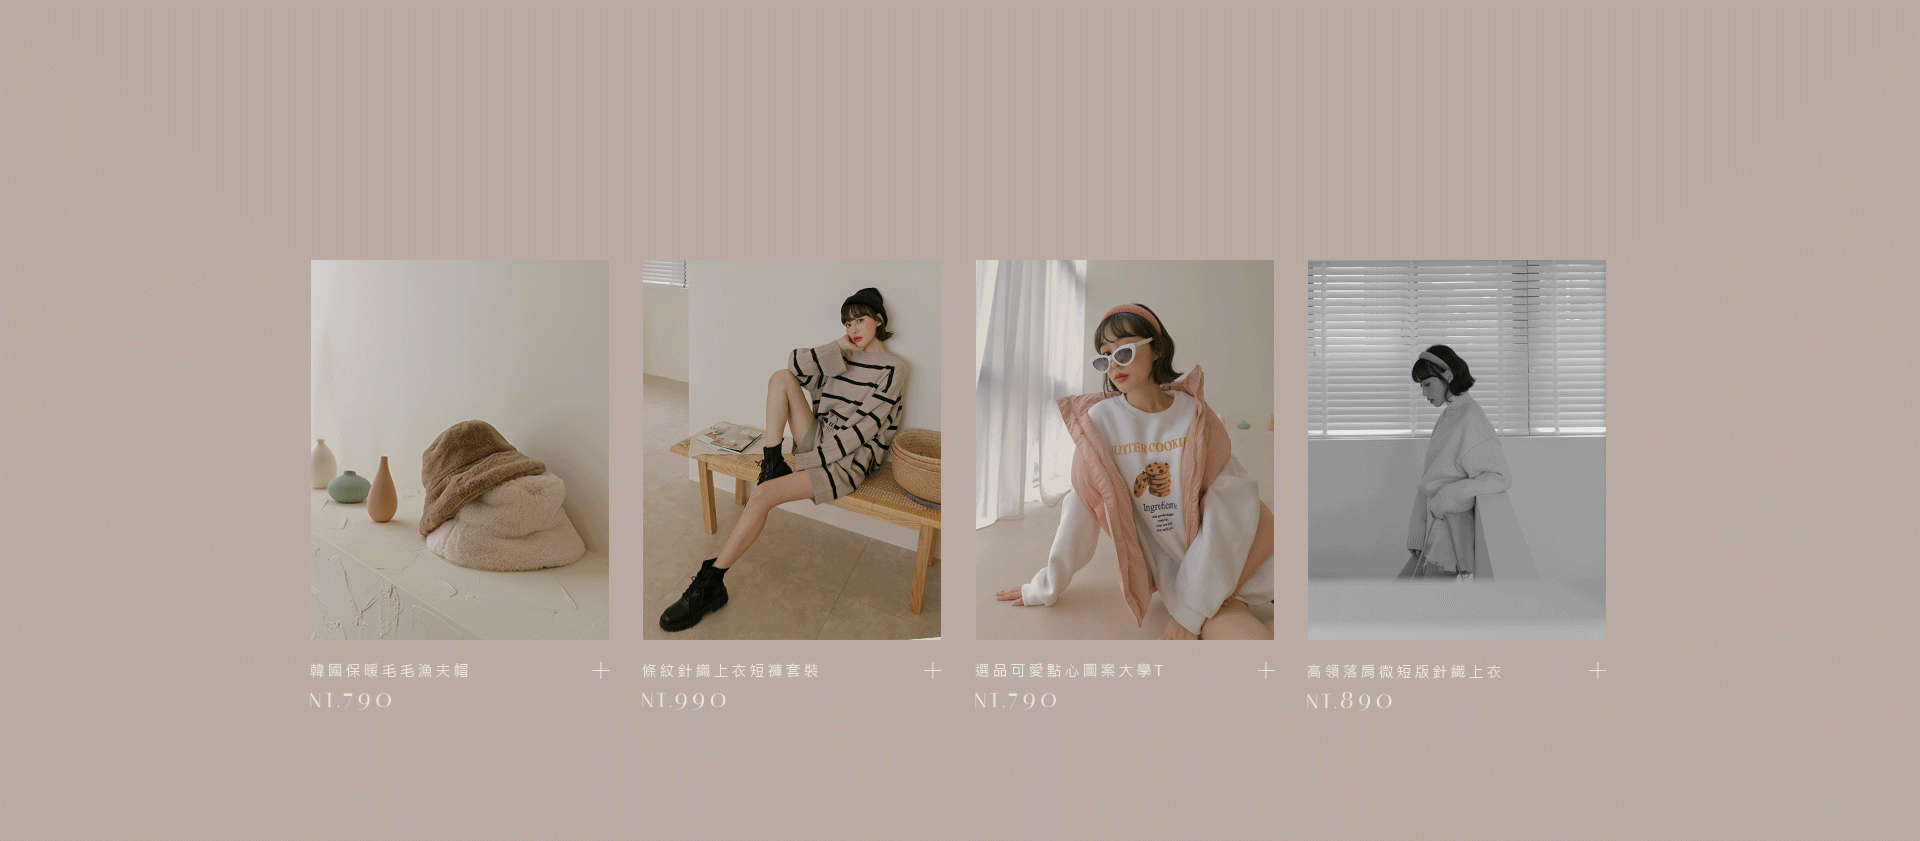 韓國保暖毛毛漁夫帽
NT.790
條紋針織上衣短褲套裝
NT.990
BUTTER COOKIE
Ingredients
選品可愛點心圖案大學T
NT.790
高領落肩微短版針織上衣
NT.890